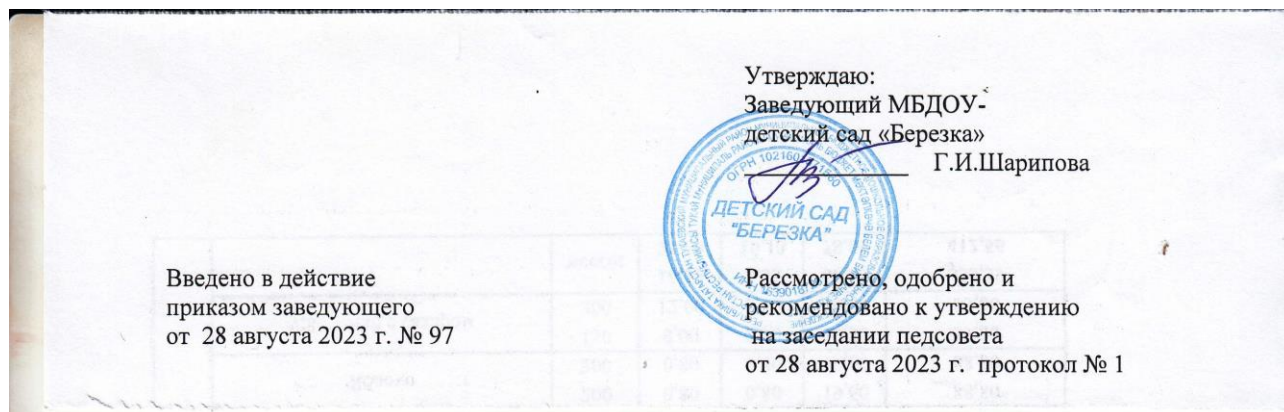 Утверждаю:
Заведующий МБДОУ-
детский сад «Березка»
Г.И.Шарипова
ДЕТСКИЙ САД
"БЕРЕЗКА"
Введено в действие
приказом заведующего
от 28 августа 2023 г. № 97
Рассмотрено, одобрено и
рекомендовано к утверждению
на заседании педсовета
от 28 августа 2023 г. протокол № 1